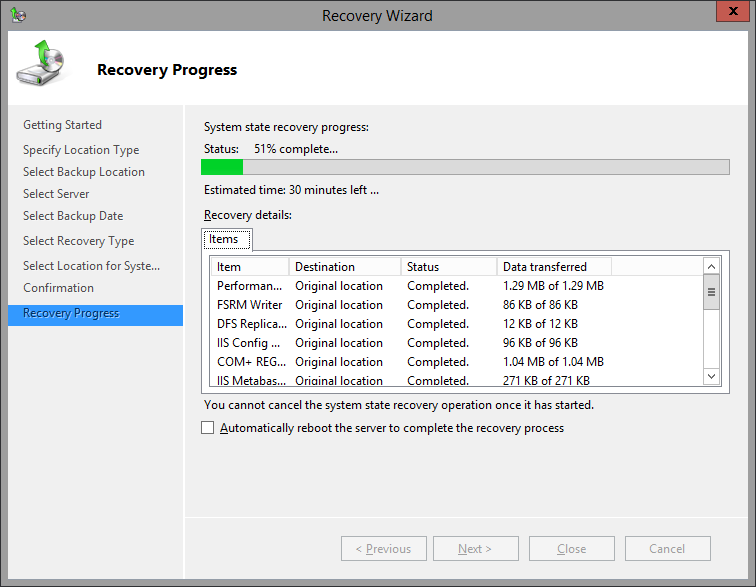 Recovery Wizard
x
Recovery Progress
Getting Started
Specify Location Type
Select Backup Location
Select Server
Select Backup Date
Select Recovery Type
Select Location for Syste...
Confirmation
Recovery Progress
System state recovery progress:
Status: 51% complete...
Estimated time: 30 minutes left ...
Recovery details:
Items
Item Destination Status Data transferred
Performan... Original location Completed. 1.29 MB of 1.29 MB
FSRM Writer Original location Completed. 86 KB of 86 KB
DFS Replica... Original location Completed. 12 KB of 12 KB
IIS Config ... Original location Completed. 96 KB of 96 KB
COM+ REG... Original location Completed. 1.04 MB of 1.04 MB
IIS Metabas... Original location Completed. 271 KB of 271 KB
You cannot cancel the system state recovery operation once it has started.
Automatically reboot the server to complete the recovery process
< Previous Next > Close Cancel